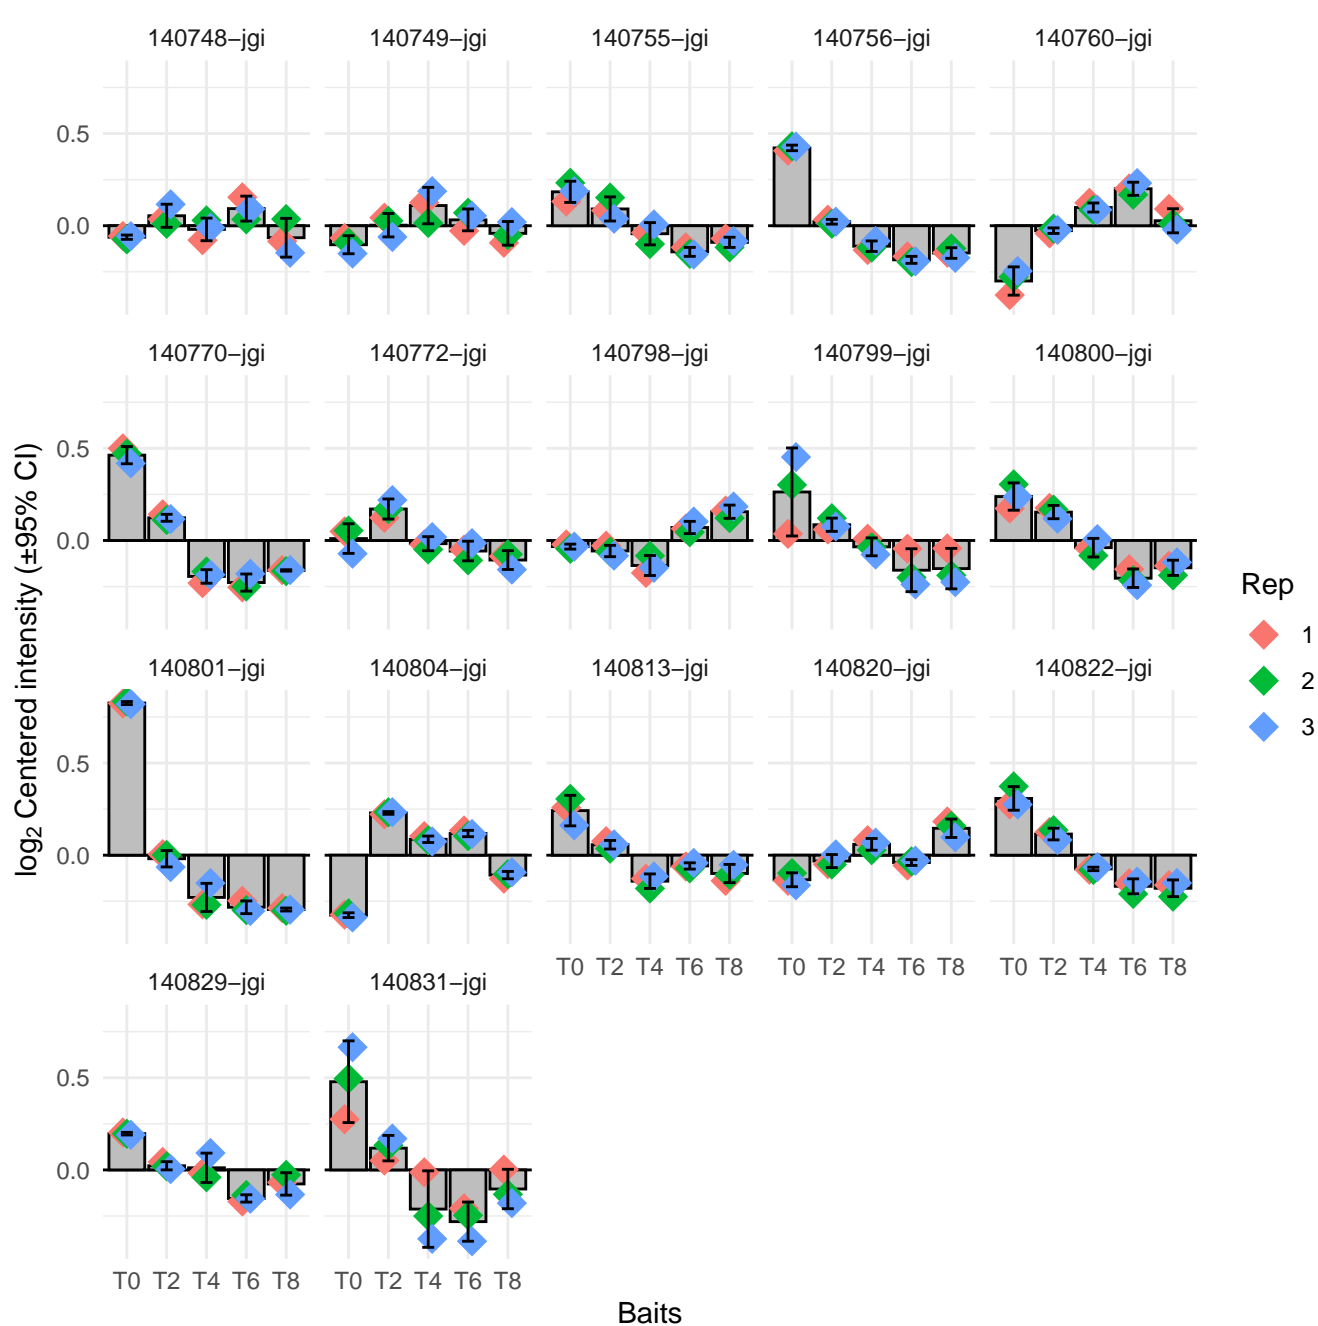 140748−jgi 140749−jgi 140755−jgi 140756−jgi 140760−jgi
0.5
0.0
140770−jgi 140772−jgi 140798−jgi 140799−jgi 140800−jgi
0.5
0.0
140801−jgi 140804−jgi 140813−jgi 140820−jgi 140822−jgi
0.5
0.0
T0 T2 T4 T6 T8 T0 T2 T4 T6 T8 T0 T2 T4 T6 T8
140829−jgi 140831−jgi
0.5
0.0
T0 T2 T4 T6 T8 T0 T2 T4 T6 T8
Baits
log2 Centered intensity (±95% CI)
Rep
1
2
3